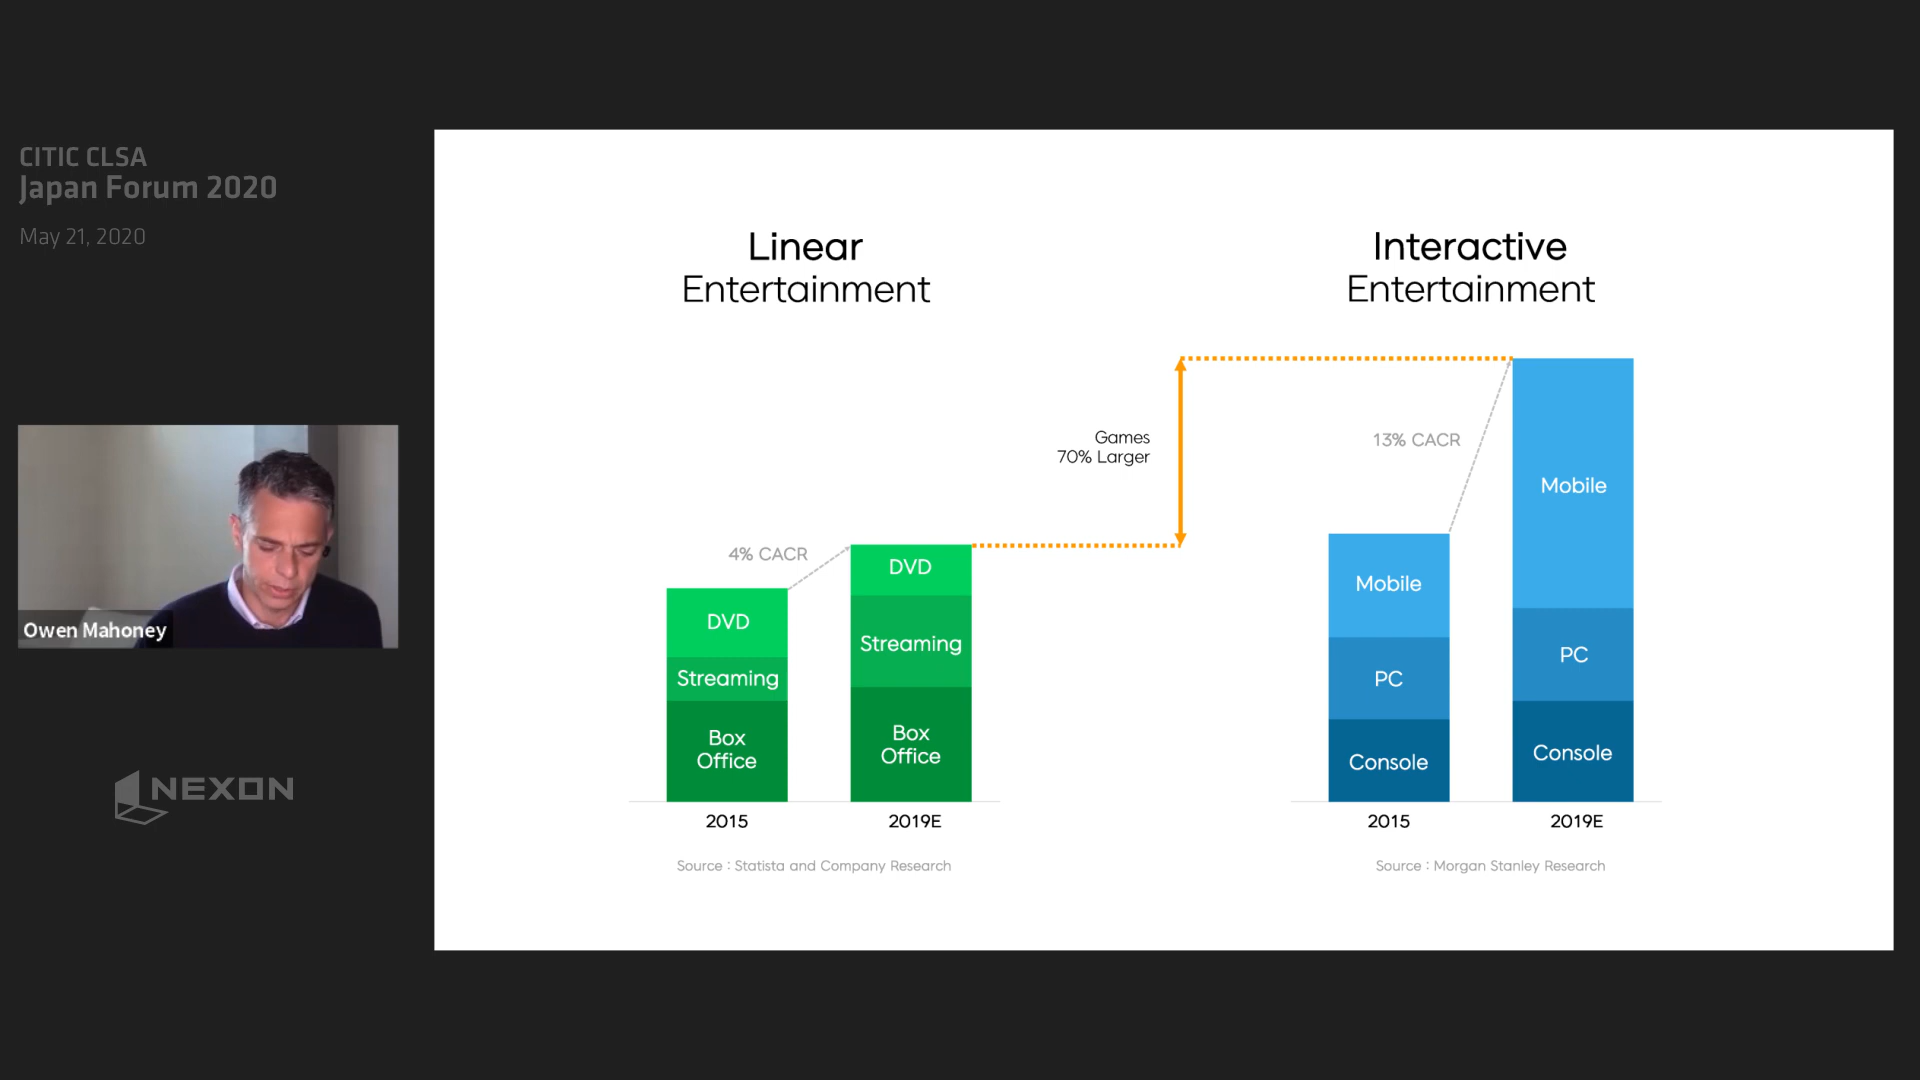 CITIC CLSA
Japan Forum 2020
May 21, 2020
Owen Mahoney
NEXON
Linear
Entertainment
4% CACR
DVD
Streaming
Box
Office
2015
DVD
Streaming
Box
Office
2019E
Source : Statista and Company Research
Games
70% Larger
Interactive
Entertainment
13% CACR
Mobile
PC
Console
2015
Mobile
PC
Console
2019E
Source : Morgan Stanley Research